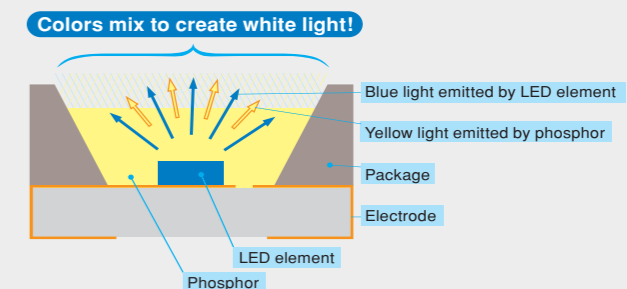 Colors mix to create white light!
Blue light emitted by LED element
Yellow light emitted by phosphor
Package
Electrode
LED element
Phosphor